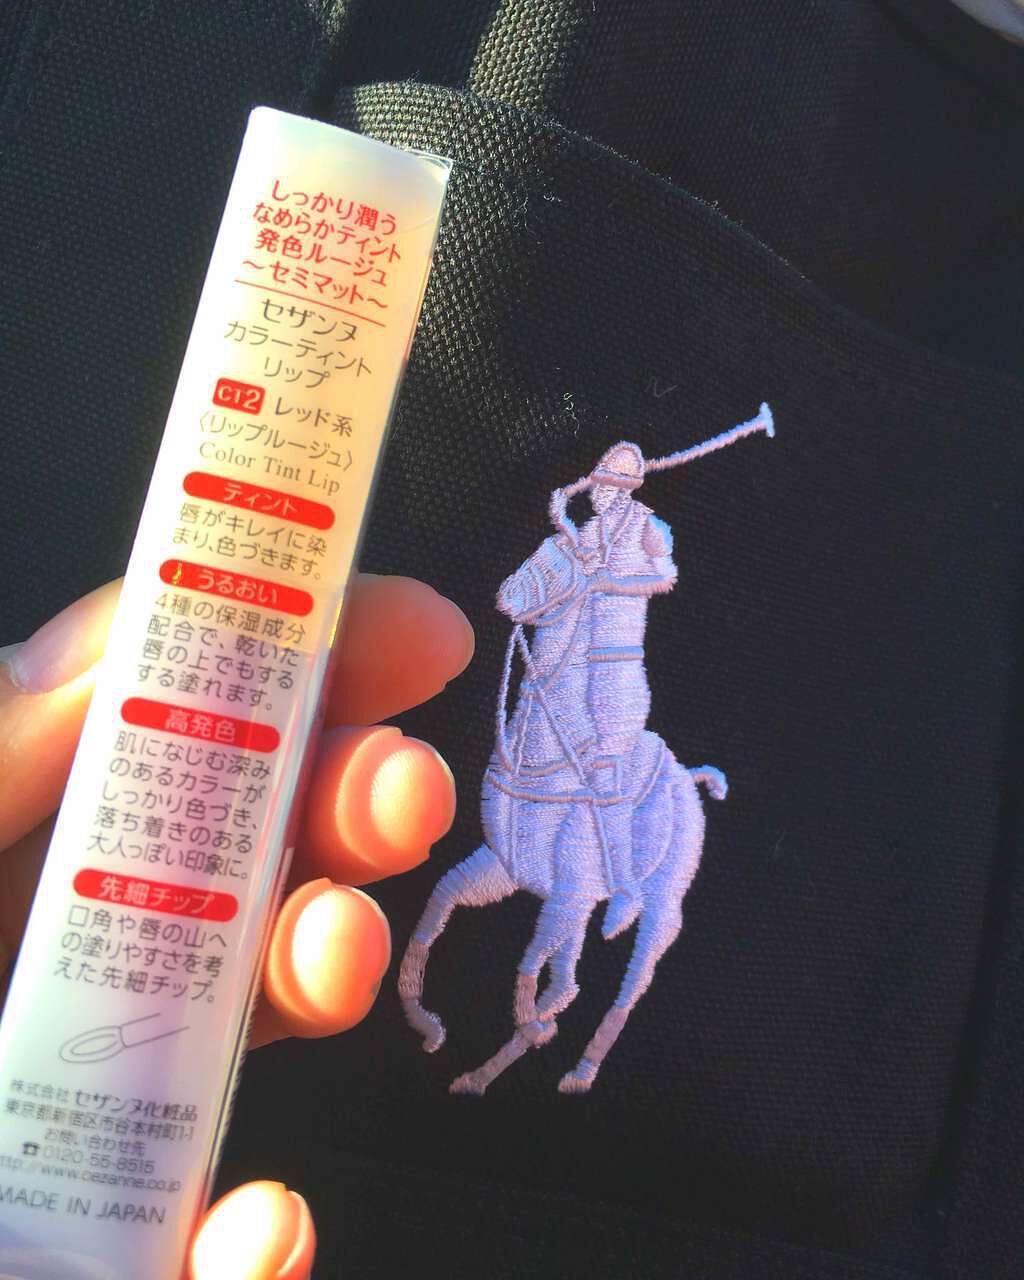 しっかり潤う
なめらかティント
発色ルージュ
～セミマット～
セザンヌ
カラーティント
リップ
CT2 レッド系
〈リップルージュ〉
Color Tint Lip
ティント
唇がキレイに染
まり、色づきます。
うるおい
4種の保湿成分
配合で、乾いた
唇の上でもする
する塗れます。
高発色
肌になじむ深み
のあるカラーが
しっかり色づき、
落ち着きのある
大人っぽい印象に。
先細チップ
口角や唇の山へ
の塗りやすさを考
えた先細チップ。
株式会社 セザンヌ化粧品
東京都新宿区市谷本村町1-1
お問い合わせ先
☎0120-55-8515
http://www.cezanne.co.jp
MADE IN JAPAN